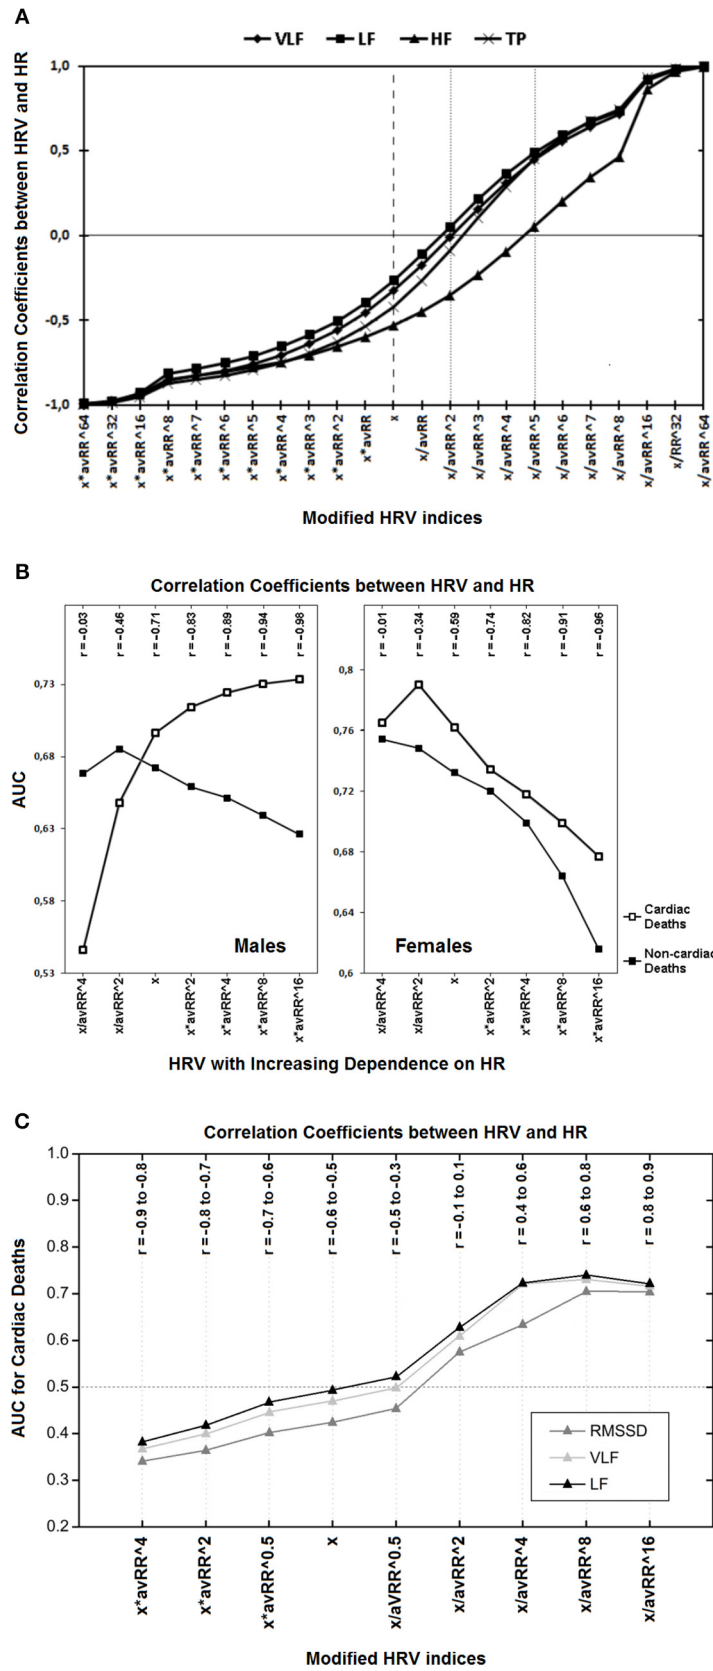 A
VLF LF HF TP
Correlation Coefficients between HRV and HR
1,0
0,5
0,0
-0,5
-1,0
x*avRR^64
x*avRR^32
x*avRR^16
x*avRR^8
x*avRR^7
x*avRR^6
x*avRR^5
x*avRR^4
x*avRR^3
x*avRR^2
x*avRR
x
x/avRR
x/avRR^2
x/avRR^3
x/avRR^4
x/avRR^5
x/avRR^6
x/avRR^7
x/avRR^8
x/avRR^16
x/RR^32
x/avRR^64
Modified HRV indices
B
Correlation Coefficients between HRV and HR
r = -0.03
r = -0.46
r = -0.71
r = -0.83
r = -0.89
r = -0.94
r = -0.98
r = -0.01
r = -0.34
r = -0.59
r = -0.74
r = -0.82
r = -0.91
r = -0.96
AUC
0,73
0,68
0,63
0,58
0,53
0,8
0,76
0,72
0,68
0,64
0,6
Males
Females
Cardiac
Deaths
Non-cardiac
Deaths
x/avRR^4
x/avRR^2
x
x*avRR^2
x*avRR^4
x*avRR^8
x*avRR^16
x/avRR^4
x/avRR^2
x
x*avRR^2
x*avRR^4
x*avRR^8
x*avRR^16
HRV with Increasing Dependence on HR
C
Correlation Coefficients between HRV and HR
AUC for Cardiac Deaths
1.0
0.9
0.8
0.7
0.6
0.5
0.4
0.3
0.2
r = -0.9 to -0.8
r = -0.8 to -0.7
r = -0.7 to -0.6
r = -0.6 to -0.5
r = -0.5 to -0.3
r = -0.1 to 0.1
r = 0.4 to 0.6
r = 0.6 to 0.8
r = 0.8 to 0.9
RMSSD
VLF
LF
x*avRR^4
x*avRR^2
x*avRR^0.5
x
x/aVRR^0.5
x/avRR^2
x/avRR^4
x/avRR^8
x/avRR^16
Modified HRV indices